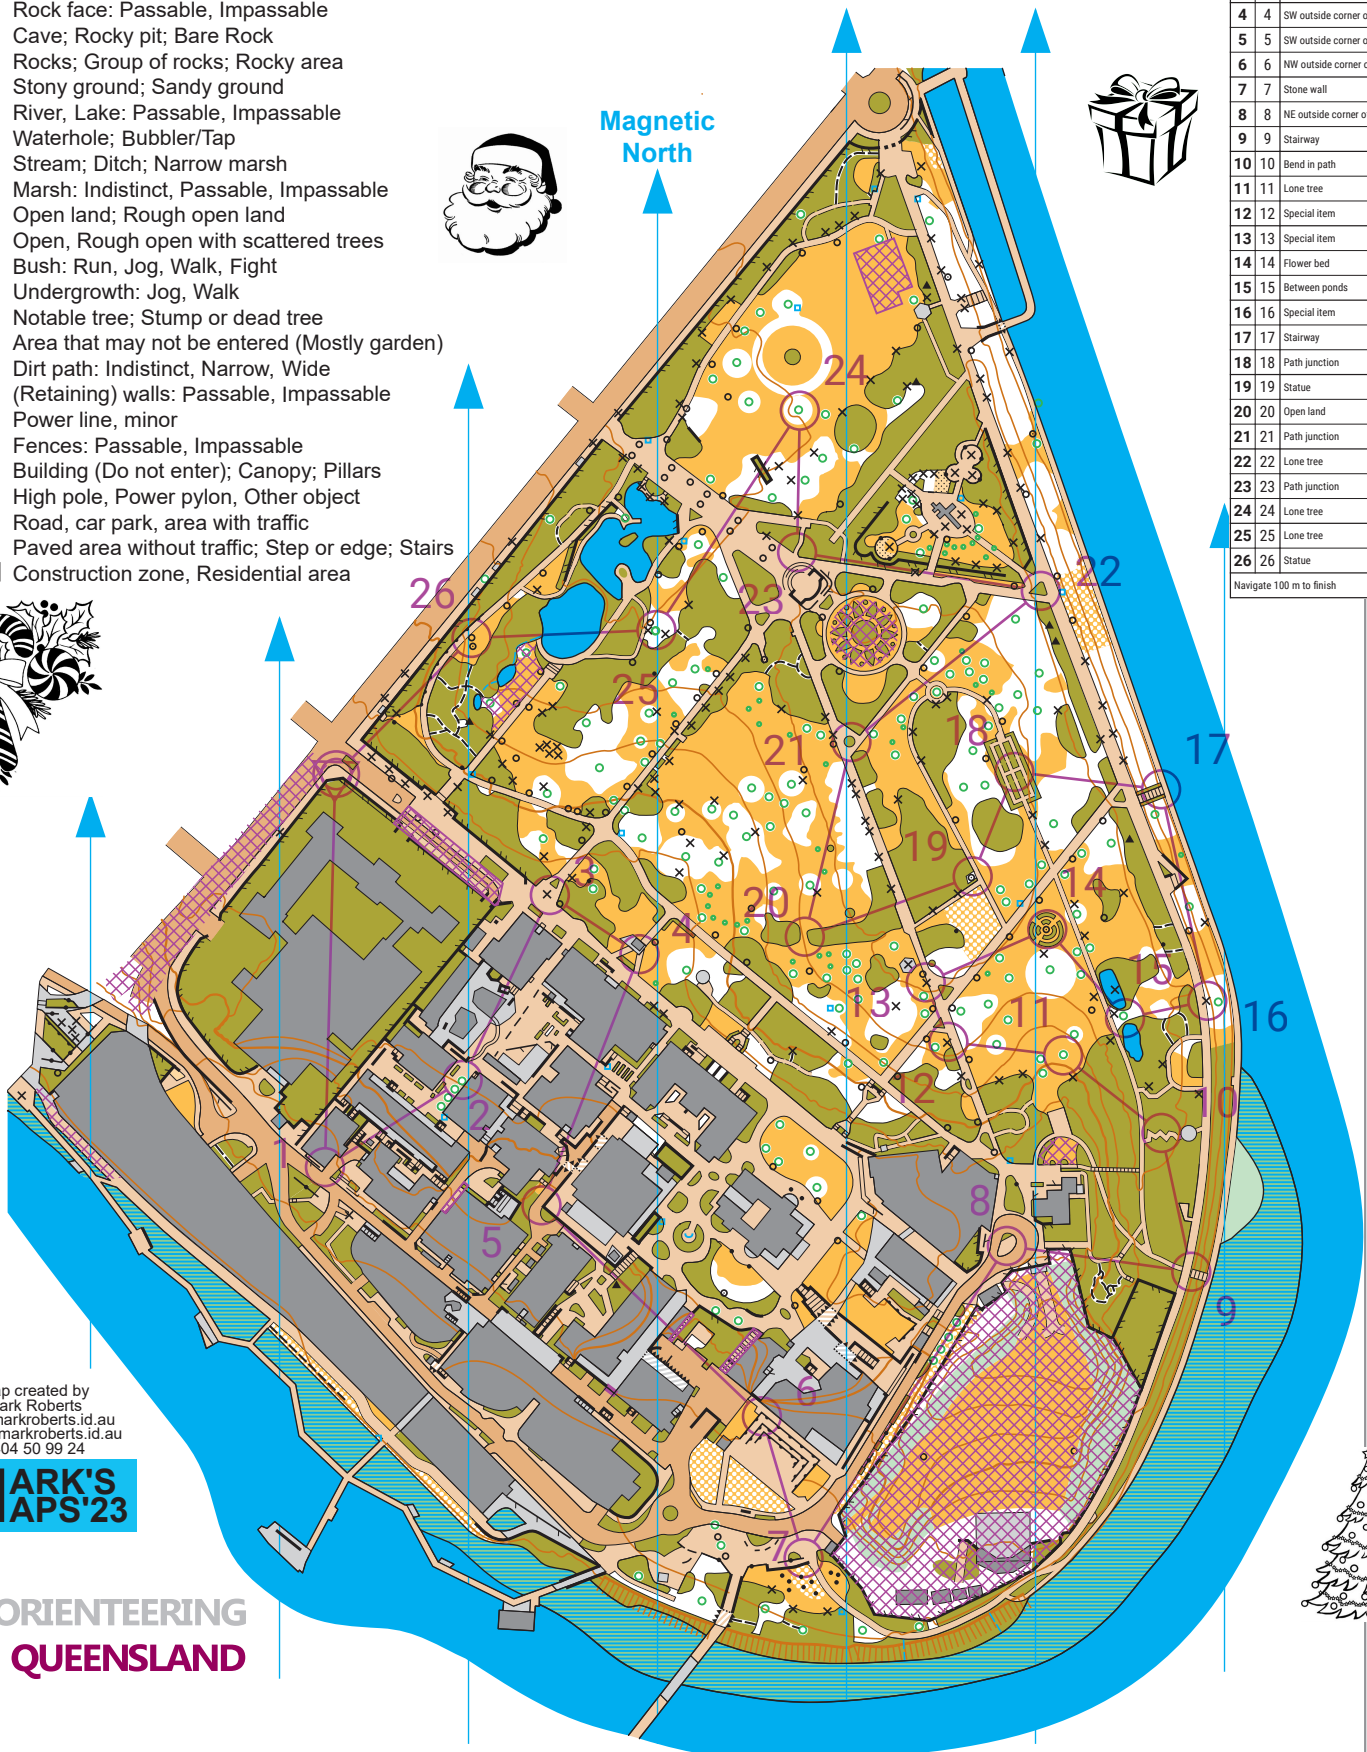 Rock face: Passable, Impassable
Cave; Rocky pit; Bare Rock
Rocks; Group of rocks; Rocky area
Stony ground; Sandy ground
River, Lake: Passable, Impassable
Waterhole; Bubbler/Tap
Stream; Ditch; Narrow marsh
Marsh: Indistinct, Passable, Impassable
Open land; Rough open land
Open, Rough open with scattered trees
Bush: Run, Jog, Walk, Fight
Undergrowth: Jog, Walk
Notable tree; Stump or dead tree
Area that may not be entered (Mostly garden)
Dirt path: Indistinct, Narrow, Wide
(Retaining) walls: Passable, Impassable
Power line, minor
Fences: Passable, Impassable
Building (Do not enter); Canopy; Pillars
High pole, Power pylon, Other object
Road, car park, area with traffic
Paved area without traffic; Step or edge; Stairs
Construction zone, Residential area
Magnetic
North
4 4 SW outside corner o
5 5 SW outside corner o
6 6 NW outside corner o
7 7 Stone wall
8 8 NE outside corner o
9 9 Stairway
10 10 Bend in path
11 11 Lone tree
12 12 Special item
13 13 Special item
14 14 Flower bed
15 15 Between ponds
16 16 Special item
17 17 Stairway
18 18 Path junction
19 19 Statue
20 20 Open land
21 21 Path junction
22 22 Lone tree
23 23 Path junction
24 24 Lone tree
25 25 Lone tree
26 26 Statue
Navigate 100 m to finish
24
22
23
26
25
21
18
17
3
19
14
20
4
15
13
11
16
12
10
2
1
8
5
9
6
7
ap created by
ark Roberts
markroberts.id.au
markroberts.id.au
04 50 99 24
ARK'S
APS'23
ORIENTEERING
QUEENSLAND